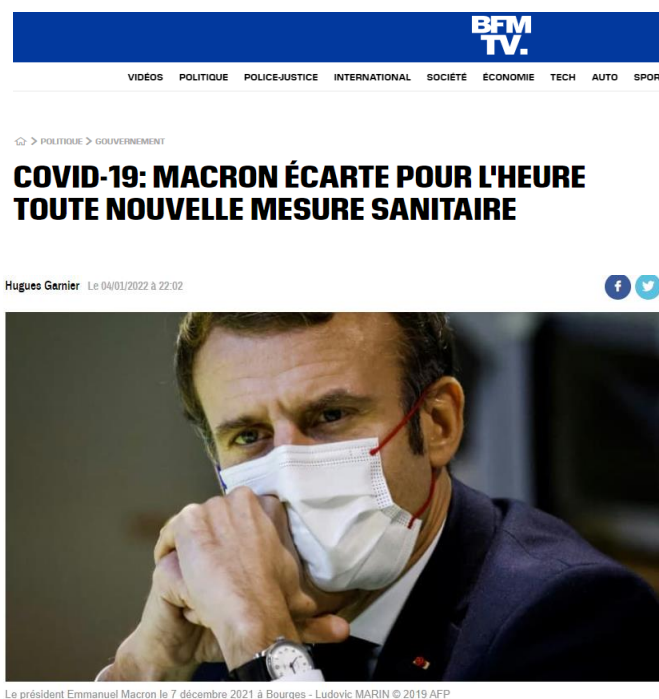 BFM
TV.
VIDÉOS POLITIQUE POLICE-JUSTICE INTERNATIONAL SOCIÉTÉ ÉCONOMIE TECH AUTO SPOR
POLITIQUE > GOUVERNEMENT
COVID-19: MACRON ÉCARTE POUR L'HEURE
TOUTE NOUVELLE MESURE SANITAIRE
Hugues Garnier Le 04/01/2022 à 22:02
Le président Emmanuel Macron le 7 décembre 2021 à Bourges - Ludovic MARIN © 2019 AFP